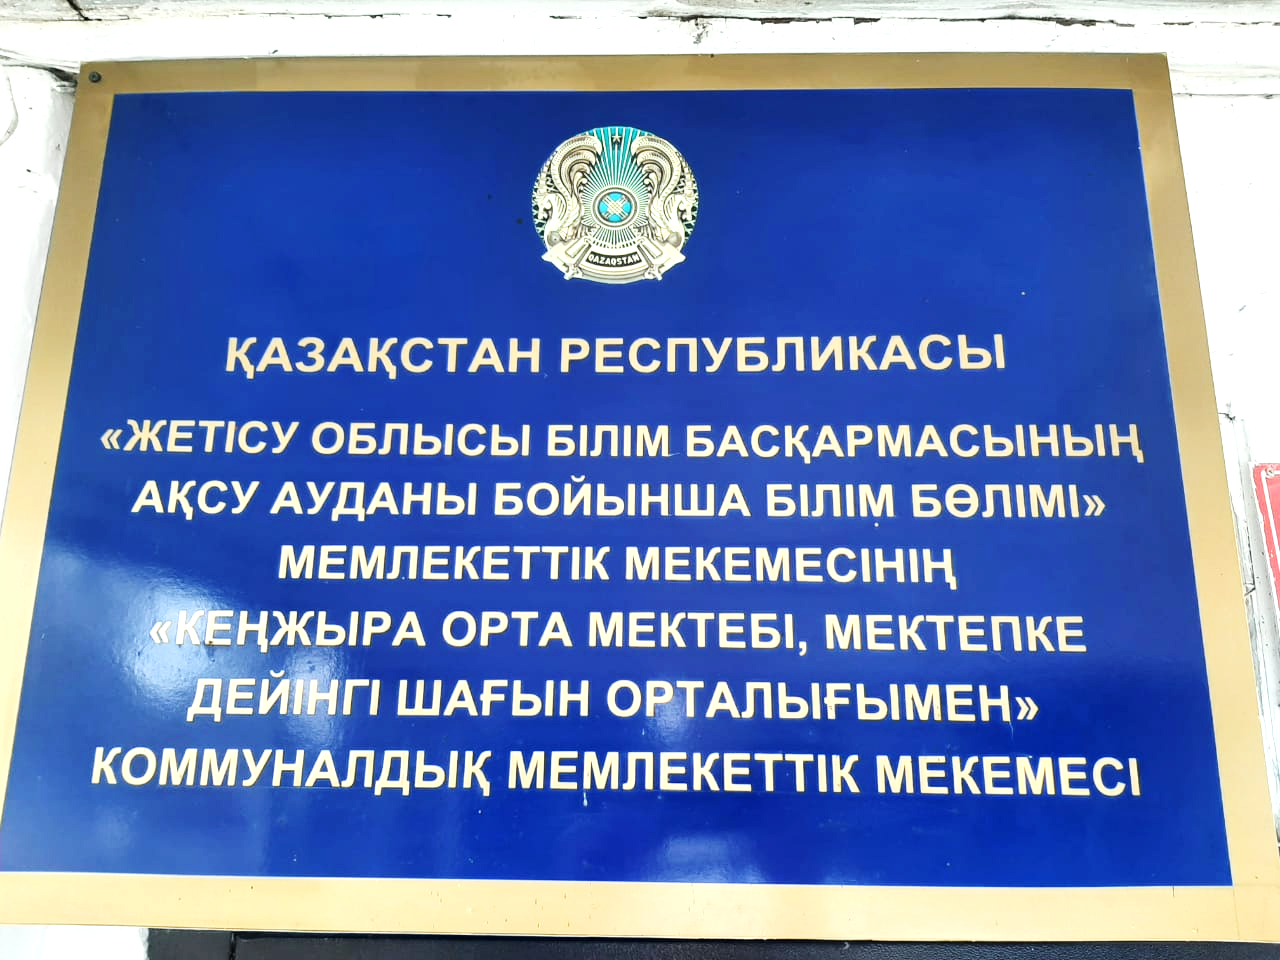 QAZAQSTAN
ҚАЗАҚСТАН РЕСПУБЛИКАСЫ
«ЖЕТІСУ ОБЛЫСЫ БІЛІМ БАСҚАРМАСЫНЫҢ
АҚСУ АУДАНЫ БОЙЫНША БІЛІМ БӨЛІМІ»
МЕМЛЕКЕТТІК МЕКЕМЕСІНІҢ
«КЕҢЖЫРА ОРТА МЕКТЕБІ, МЕКТЕПКЕ
ДЕЙІНГІ ШАҒЫН ОРТАЛЫҒЫМЕН»
КОММУНАЛДЫҚ МЕМЛЕКЕТТІК МЕКЕМЕСІ